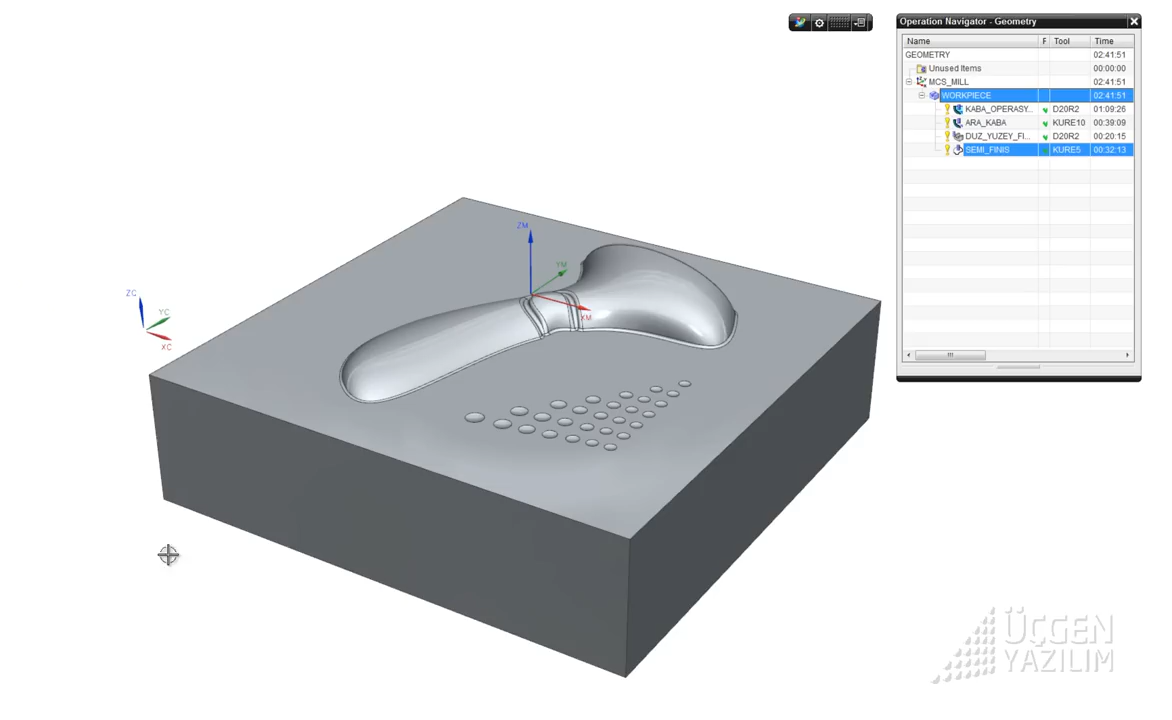 Operation Navigator - Geometry
Name F Tool Time
GEOMETRY 02:41:51
Unused Items 00:00:00
MCS_MILL 02:41:51
WORKPIECE 02:41:51
KABA_OPERASY... D20R2 01:09:26
ARA_KABA KURE10 00:39:09
DUZ_YUZEY_FI... D20R2 00:20:15
SEMI_FINIS KURE5 00:32:13
ZM
YM
XM
ZC
YC
XC
ÜÇGEN
YAZILIM